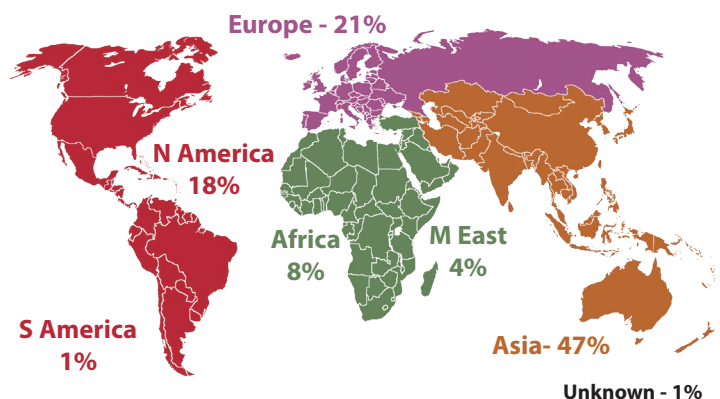 Europe - 21%
N America
18%
Africa
8%
M East
4%
S America
1%
Asia- 47%
Unknown - 1%